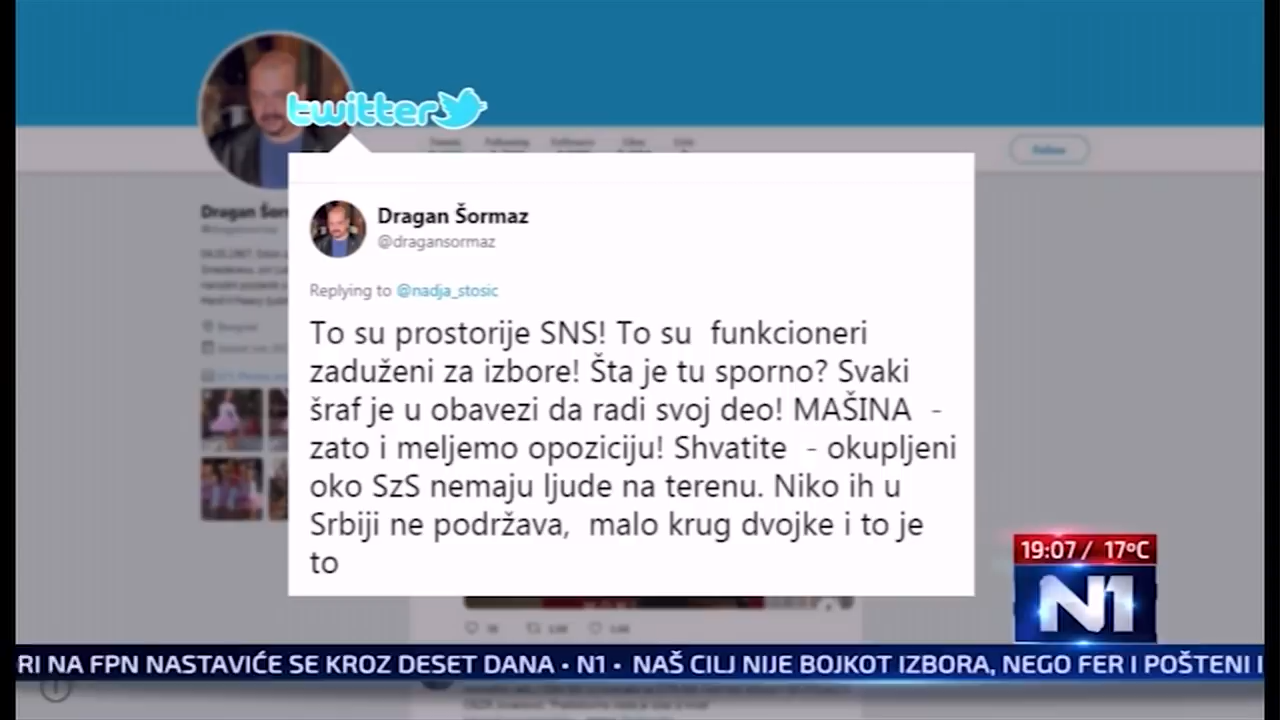 twitter
Follow
Dragan Šormaz
@dragansormaz
Replying to @nadja_stosic
To su prostorije SNS! To su funkcioneri
zaduženi za izbore! Šta je tu sporno? Svaki
šraf je u obavezi da radi svoj deo! MAŠINA -
zato i meljemo opoziciju! Shvatite - okupljeni
oko SzS nemaju ljude na terenu. Niko ih u
Srbiji ne podržava, malo krug dvojke i to je
to
19:07 / 17ºC
N1
RI NA FPN NASTAVIĆE SE KROZ DESET DANA • N1 • NAŠ CILJ NIJE BOJKOT IZBORA, NEGO FER I POŠTENI I